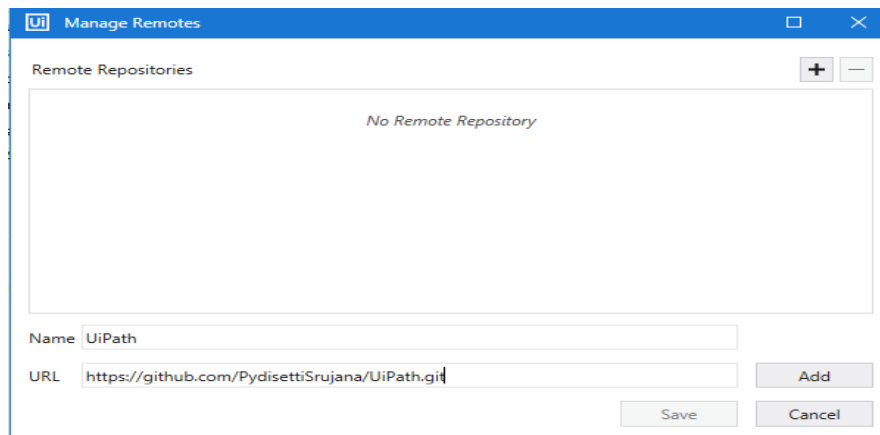 Ui Manage Remotes
Remote Repositories
No Remote Repository
Name UiPath
URL https://github.com/PydisettiSrujana/UiPath.git Add
Save Cancel